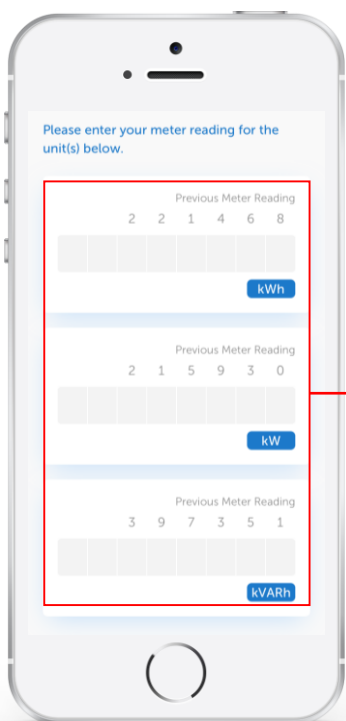 Please enter your meter reading for the
unit(s) below.
Previous Meter Reading
2 2 1 4 6 8
kWh
Previous Meter Reading
2 1 5 9 3 0
kW
Previous Meter Reading
3 9 7 3 5 1
kVARh